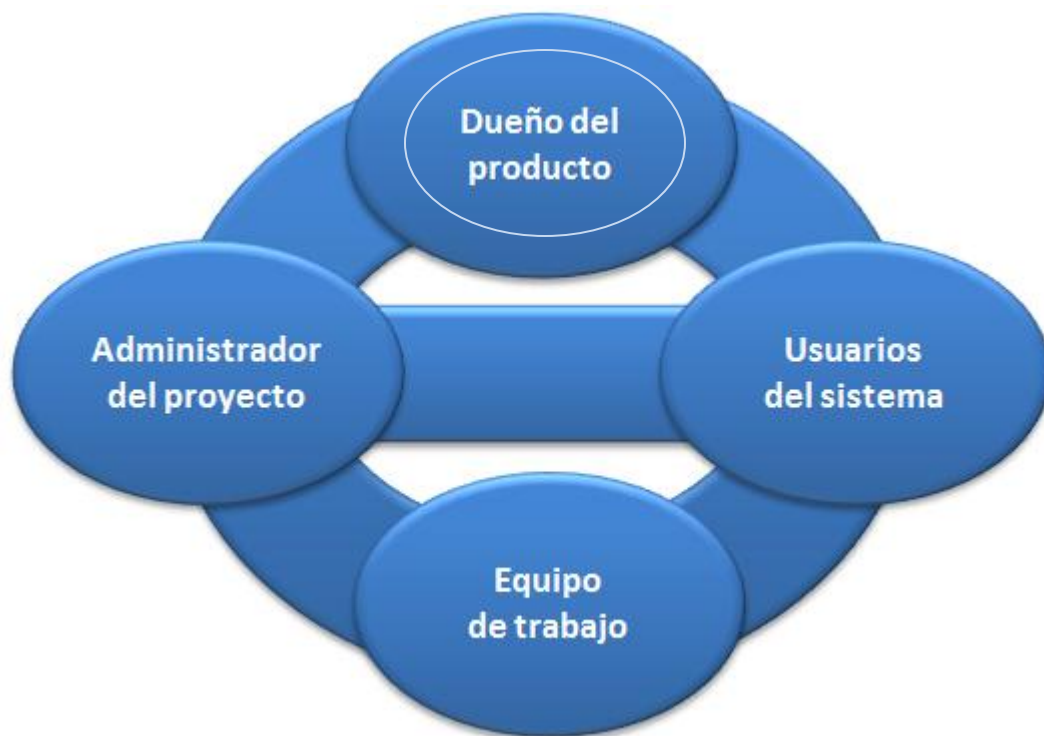 Dueño del
producto
Administrador
del proyecto
Usuarios
del sistema
Equipo
de trabajo